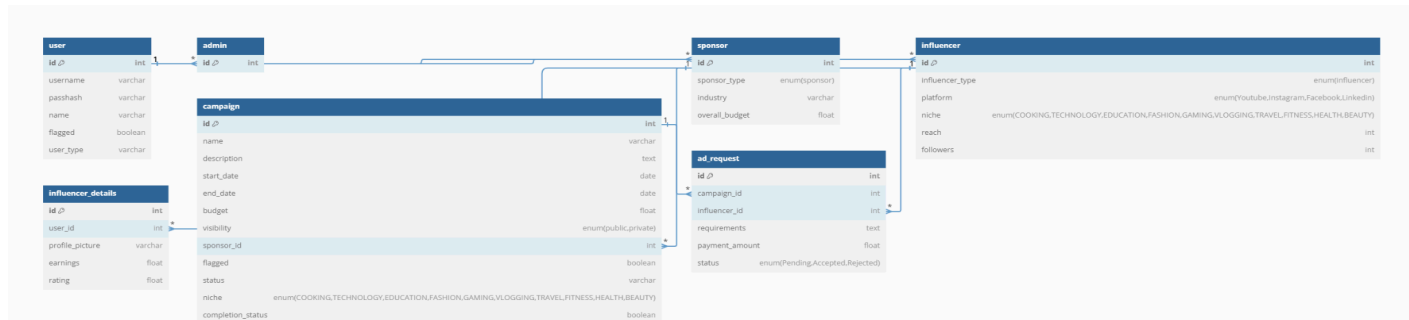 user
id int
username varchar
passhash varchar
name varchar
flagged boolean
user_type varchar
1
*
admin
id int
influencer_details
id int
user_id int
profile_picture varchar
earnings float
rating float
*
campaign
id int
name varchar
description text
start_date date
end_date date
budget float
visibility enum(public,private)
sponsor_id int
flagged boolean
status varchar
niche enum(COOKING,TECHNOLOGY,EDUCATION,FASHION,GAMING,VLOGGING,TRAVEL,FITNESS,HEALTH,BEAUTY)
completion_status boolean
1
*
*
1
sponsor
id int
sponsor_type enum(sponsor)
industry varchar
overall_budget float
ad_request
id int
campaign_id int
influencer_id int
requirements text
payment_amount float
status enum(Pending,Accepted,Rejected)
*
*
*
1
influencer
id int
influencer_type enum(influencer)
platform enum(Youtube,Instagram,Facebook,LinkedIn)
niche enum(COOKING,TECHNOLOGY,EDUCATION,FASHION,GAMING,VLOGGING,TRAVEL,FITNESS,HEALTH,BEAUTY)
reach int
followers int